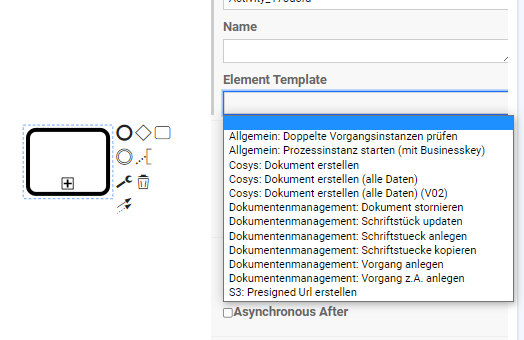 Name
Element Template
Allgemein: Doppelte Vorgangsinstanzen prüfen
Allgemein: Prozessinstanz starten (mit Businesskey)
Cosys: Dokument erstellen
Cosys: Dokument erstellen (alle Daten)
Cosys: Dokument erstellen (alle Daten) (V02)
Dokumentenmanagement: Dokument stornieren
Dokumentenmanagement: Schriftstück updaten
Dokumentenmanagement: Schriftstueck anlegen
Dokumentenmanagement: Schriftstuecke kopieren
Dokumentenmanagement: Vorgang anlegen
Dokumentenmanagement: Vorgang z.A. anlegen
S3: Presigned Url erstellen
Asynchronous After